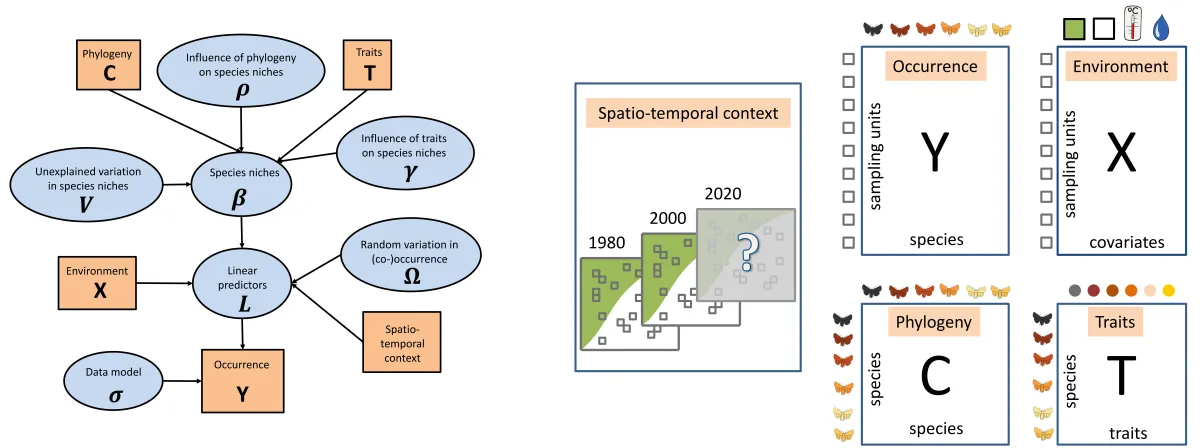 Phylogeny
C
Influence of phylogeny
on species niches
ρ
Traits
T
Influence of traits
on species niches
γ
Unexplained variation
in species niches
V
Species niches
β
Random variation in
(co-)occurrence
Ω
Environment
X
Linear
predictors
L
Spatio-
temporal
context
Data model
σ
Occurrence
Y
Spatio-temporal context
1980
2000
2020
?
Occurrence
Y
sampling units
species
°C
Environment
X
sampling units
covariates
Phylogeny
C
species
species
Traits
T
species
traits